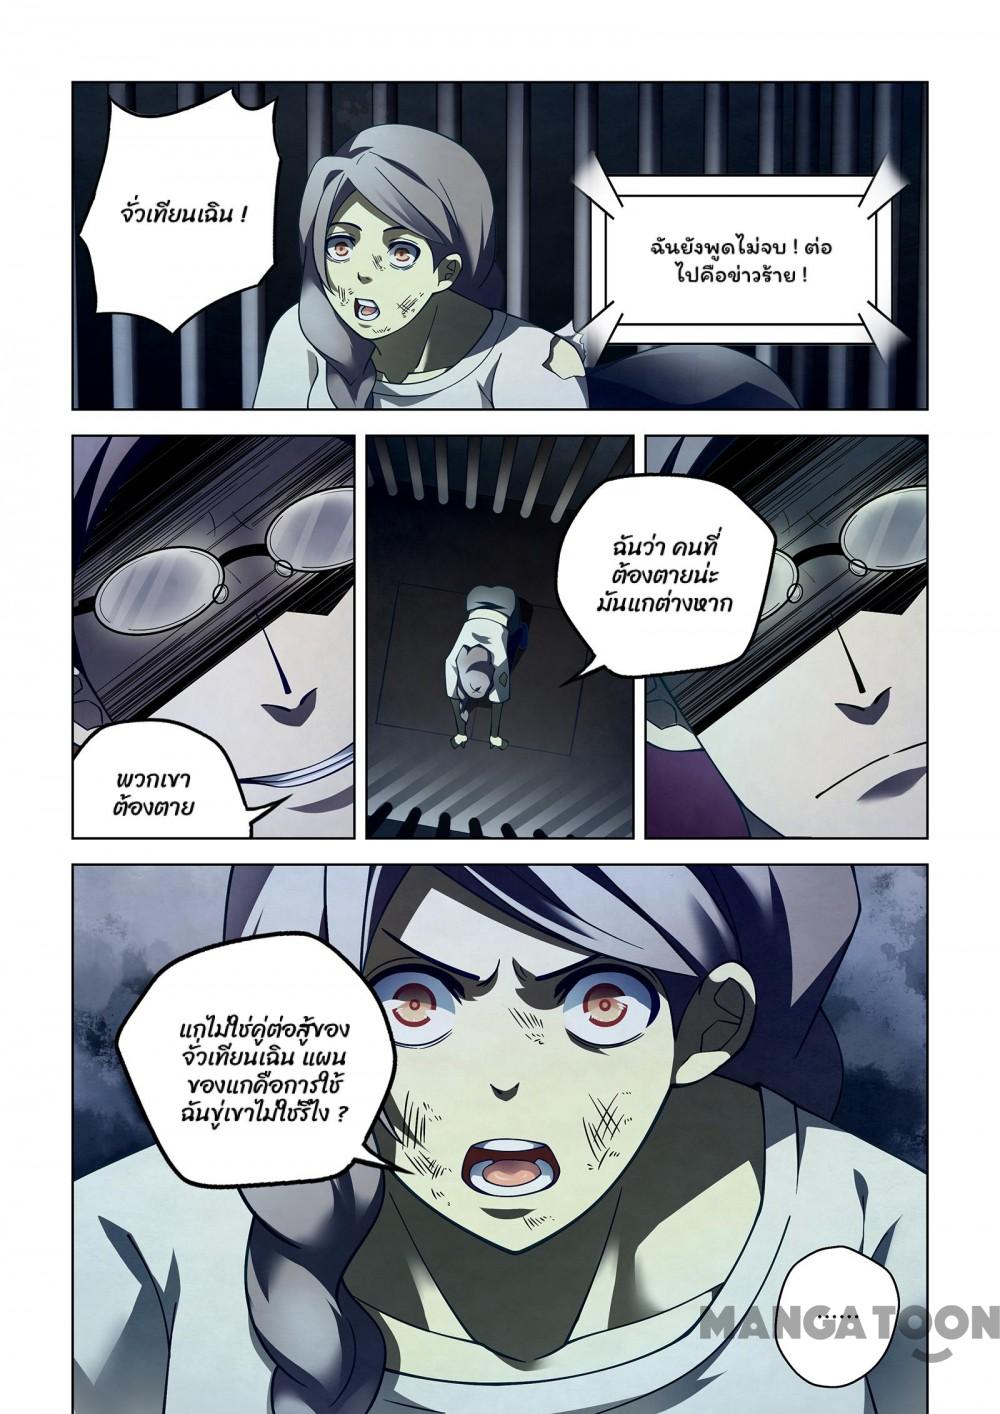 จั่วเทียนเฉิน !
ฉันยังพูดไม่จบ ! ต่อ
ไปคือข่าวร้าย !
พวกเขา
ต้องตาย
ฉันว่า คนที่
ต้องตายน่ะ
มันแกต่างหาก
แกไม่ใช่คู่ต่อสู้ของ
จั่วเทียนเฉิน แผน
ของแกคือการใช้
ฉันขู่เขาไม่ใช่รึไง ?
......
MANGATOON